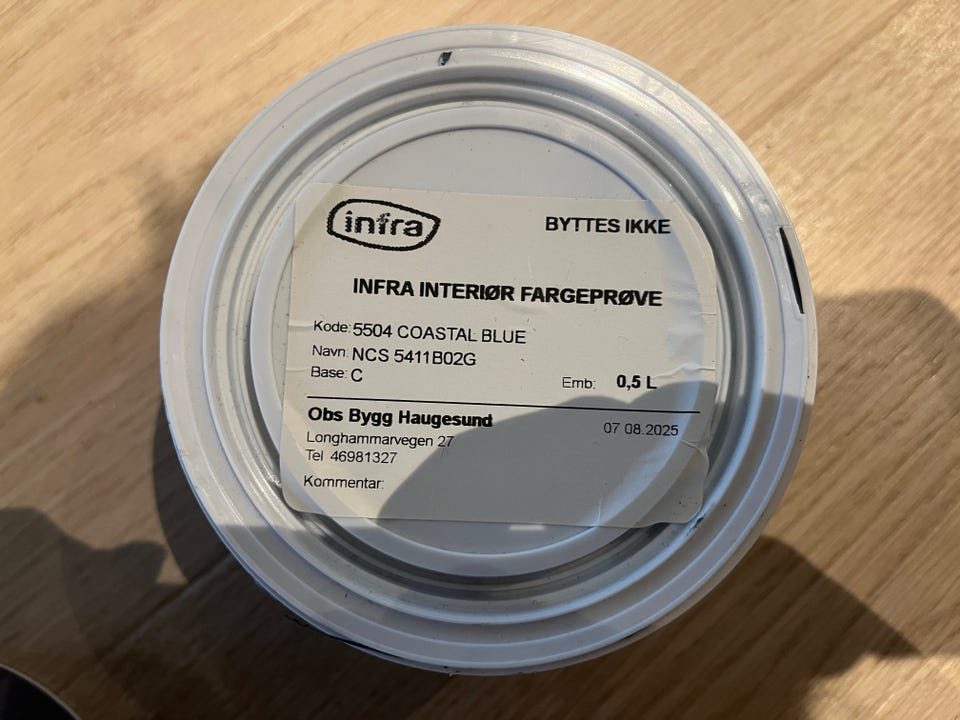 infra
BYTTES IKKE
INFRA INTERIØR FARGEPRØVE
Kode: 5504 COASTAL BLUE
Navn: NCS 5411B02G
Base: C
Emb: 0,5 L
Obs Bygg Haugesund
07 08.2025
Longhammarvegen 27
Tel 46981327
Kommentar: